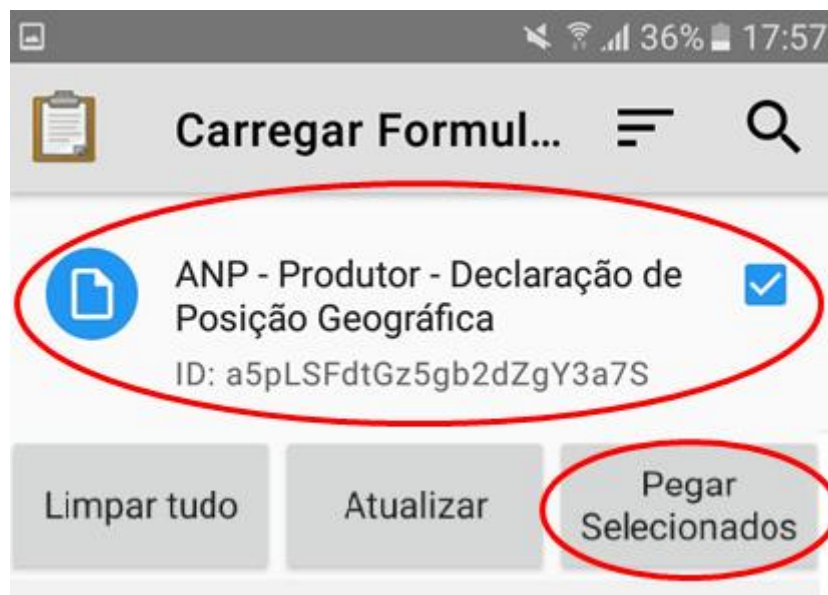 36% 17:57
Carregar Formul...
ANP - Produtor - Declaração de
Posição Geográfica
ID: a5pLSFdtGz5gb2dZgY3a7S
Limpar tudo
Atualizar
Pegar
Selecionados